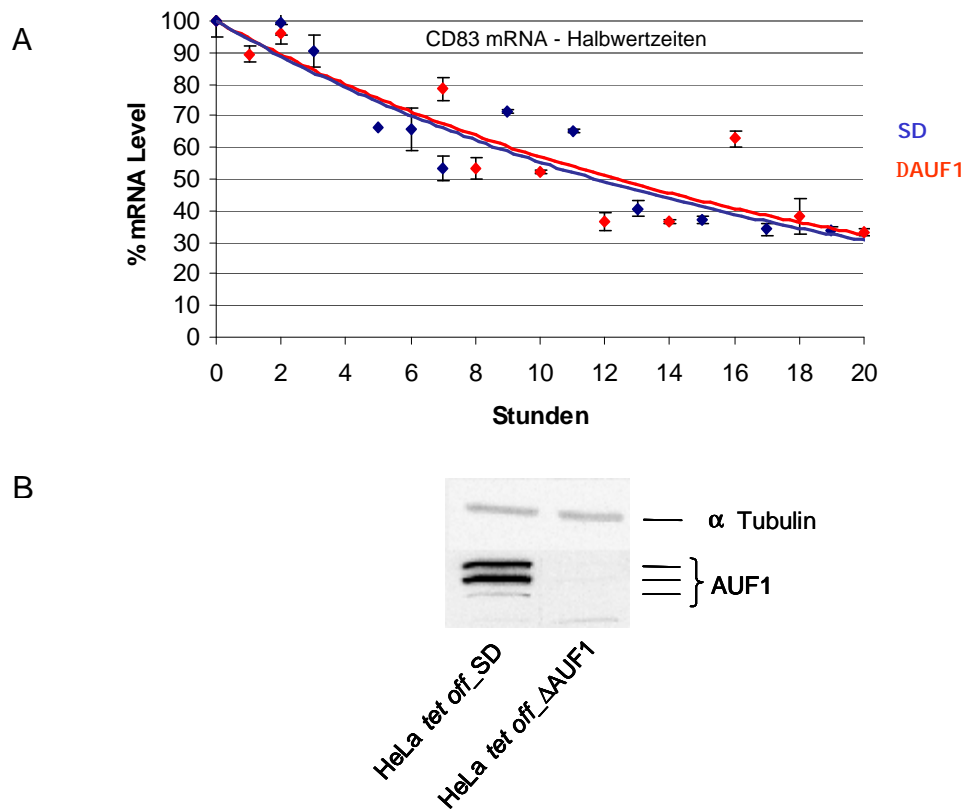 A
CD83 mRNA - Halbwertzeiten
% mRNA Level
100
90
80
70
60
50
40
30
20
10
0
0 2 4 6 8 10 12 14 16 18 20
Stunden
SD
DAUF1
B
α Tubulin
AUF1
HeLa tet off_SD
HeLa tet off_ΔAUF1